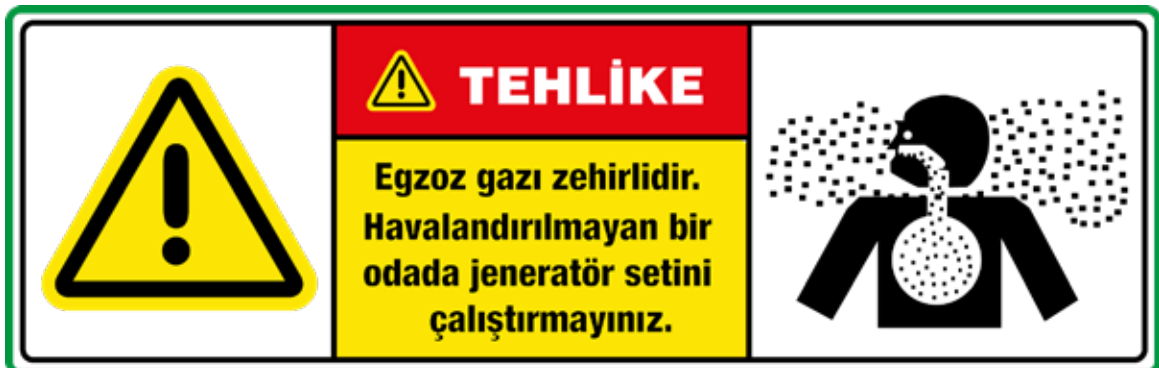 TEHLİKE
Egzoz gazı zehirlidir.
Havalandırılmayan bir
odada jeneratör setini
çalıştırmayınız.